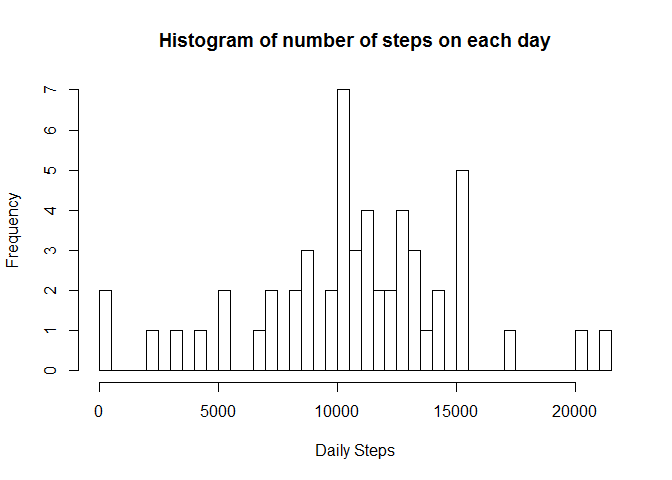 Histogram of number of steps on each day
Frequency
7
6
5
4
3
2
1
0
0 5000 10000 15000 20000
Daily Steps